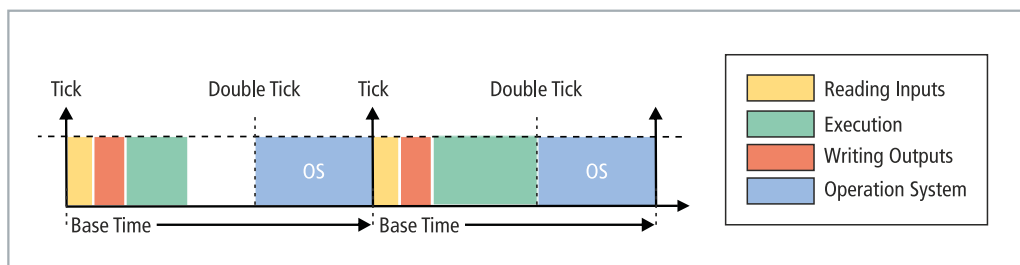 Tick Double Tick Tick Double Tick
OS OS
Base Time Base Time
Reading Inputs
Execution
Writing Outputs
Operation System